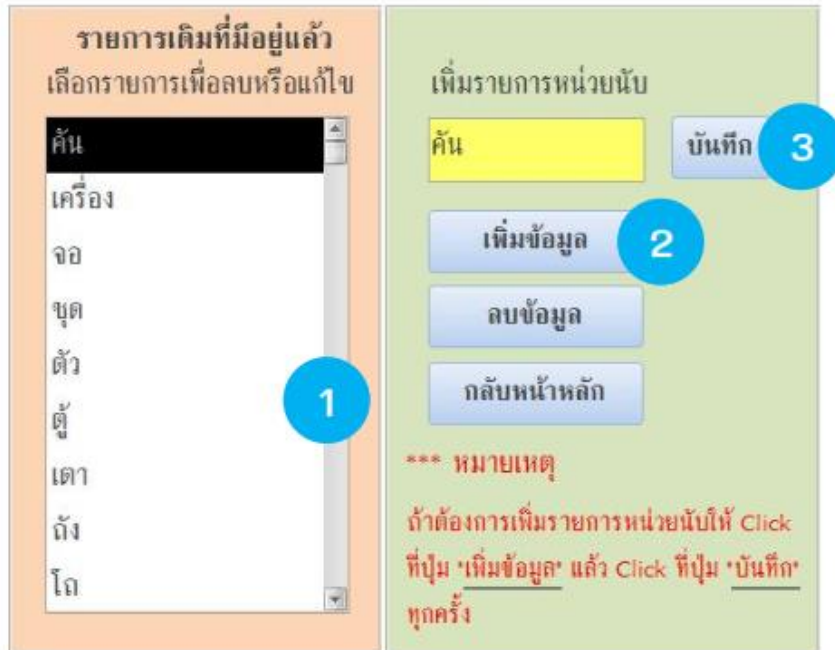 รายการเดิมที่มีอยู่แล้ว
เลือกรายการเพื่อลบหรือแก้ไข
คัน
เครื่อง
จอ
ชุด
ตัว
ตู้
เตา
ถัง
โถ
1
เพิ่มรายการหน่วยนับ
คัน
บันทึก
3
เพิ่มข้อมูล
2
ลบข้อมูล
กลับหน้าหลัก
*** หมายเหตุ
ถ้าต้องการเพิ่มรายการหน่วยนับให้ Click
ที่ปุ่ม "เพิ่มข้อมูล" แล้ว Click ที่ปุ่ม "บันทึก"
ทุกครั้ง